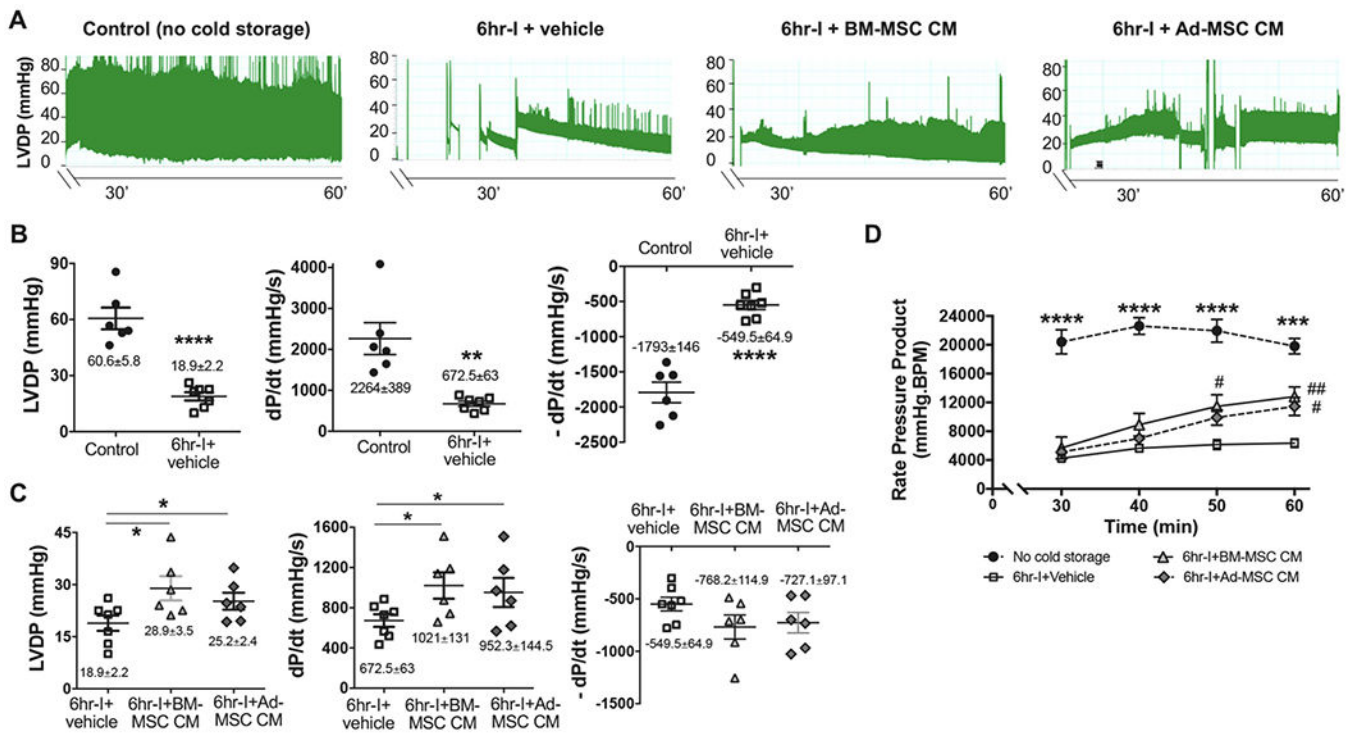 A
Control (no cold storage)
6hr-I + vehicle
6hr-I + BM-MSC CM
6hr-I + Ad-MSC CM
LVDP (mmHg)
80
60
40
20
0
30'
60'
80
60
40
20
0
30'
60'
80
60
40
20
0
30'
60'
80
60
40
20
0
30'
60'
B
LVDP (mmHg)
90
60
30
0
60.6±5.8
****
18.9±2.2
Control
6hr-I+
vehicle
dP/dt (mmHg/s)
4000
3000
2000
1000
0
2264±389
**
672.5±63
Control
6hr-I+
vehicle
- dP/dt (mmHg/s)
Control
6hr-I+
vehicle
0
-500
-1000
-1500
-2000
-2500
-1793±146
-549.5±64.9
****
C
LVDP (mmHg)
45
30
15
0
*
*
18.9±2.2
28.9±3.5
25.2±2.4
6hr-I+
vehicle
6hr-I+BM-
MSC CM
6hr-I+Ad-
MSC CM
dP/dt (mmHg/s)
1600
1200
800
400
0
*
*
672.5±63
1021±131
952.3±144.5
6hr-I+
vehicle
6hr-I+BM-
MSC CM
6hr-I+Ad-
MSC CM
- dP/dt (mmHg/s)
6hr-I+
vehicle
6hr-I+BM-
MSC CM
6hr-I+Ad-
MSC CM
0
-500
-1000
-1500
-549.5±64.9
-768.2±114.9
-727.1±97.1
D
Rate Pressure Product
(mmHg.BPM)
24000
20000
16000
12000
8000
4000
0
0
****
****
****
***
#
##
#
30
40
50
60
Time (min)
No cold storage
6hr-I+BM-MSC CM
6hr-I+Vehicle
6hr-I+Ad-MSC CM